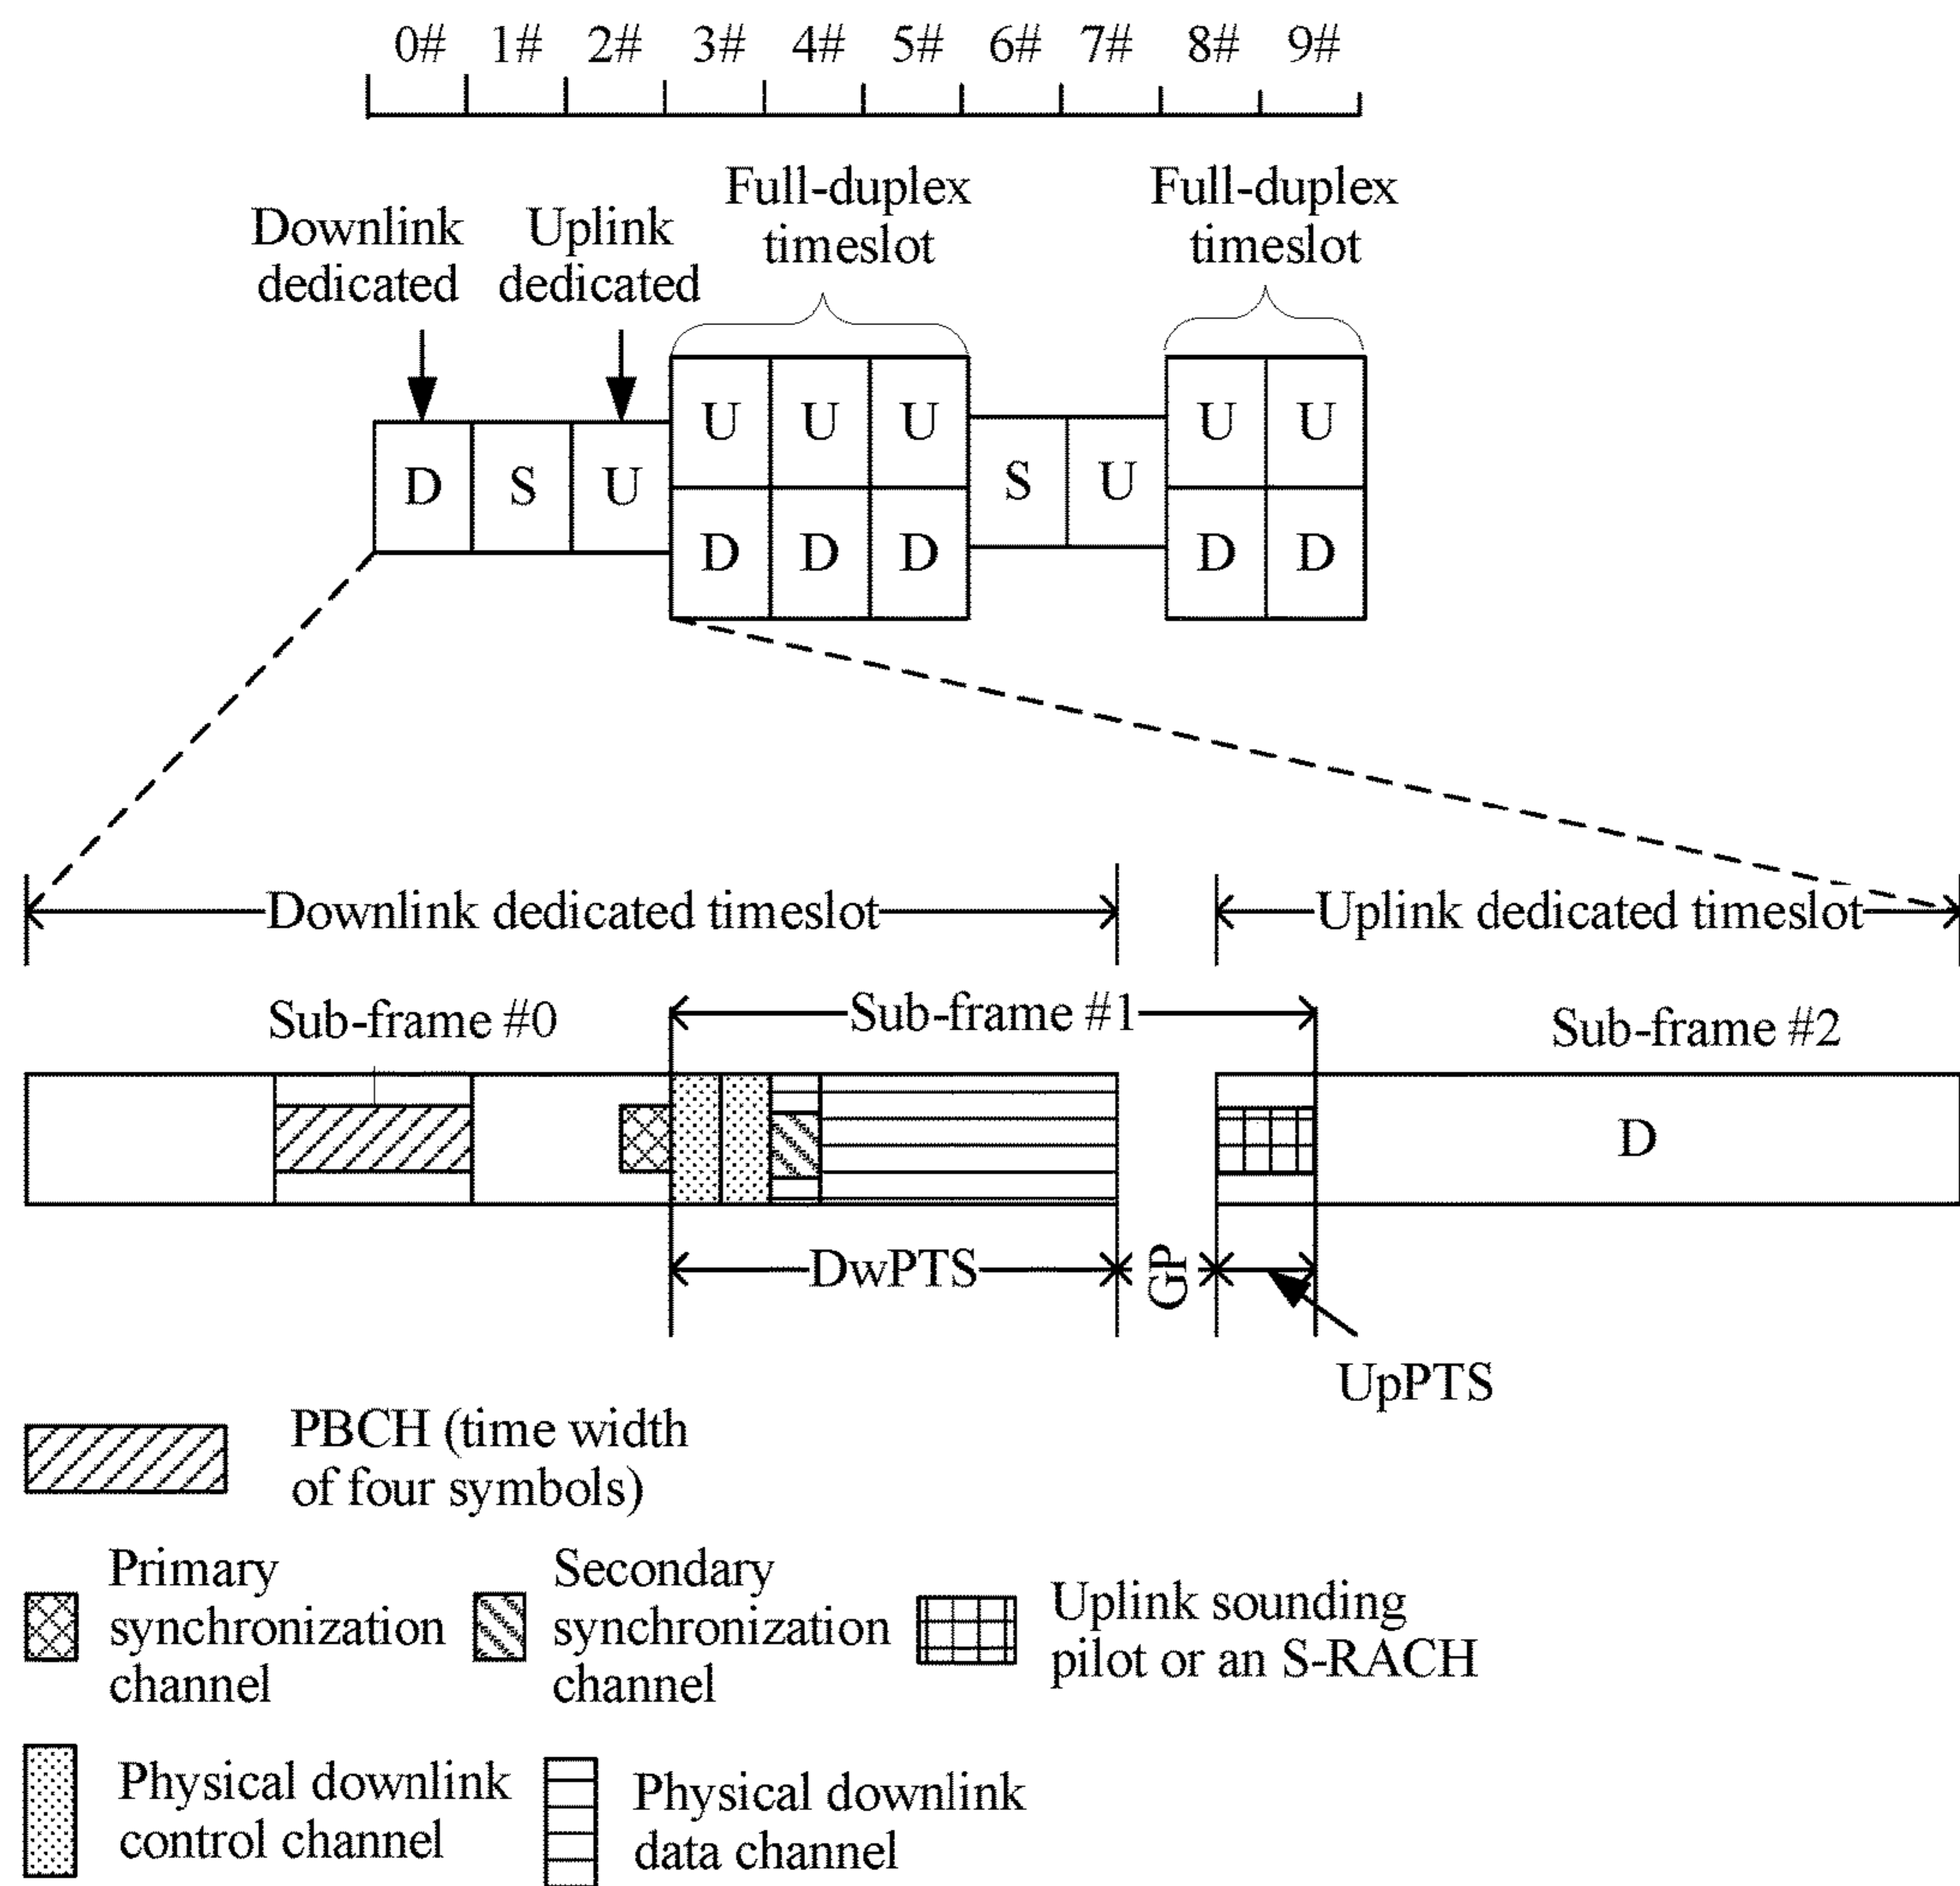 0# 1# 2# 3# 4# 5# 6# 7# 8# 9#
Full-duplex
timeslot
Full-duplex
timeslot
Downlink
dedicated
Uplink
dedicated
U U U U U
D S U S U
D D D D D
Downlink dedicated timeslot
Uplink dedicated timeslot
Sub-frame #0
Sub-frame #1
Sub-frame #2
D
DwPTS
GP
UpPTS
PBCH (time width
of four symbols)
Primary
synchronization
channel
Secondary
synchronization
channel
Uplink sounding
pilot or an S-RACH
Physical downlink
control channel
Physical downlink
data channel